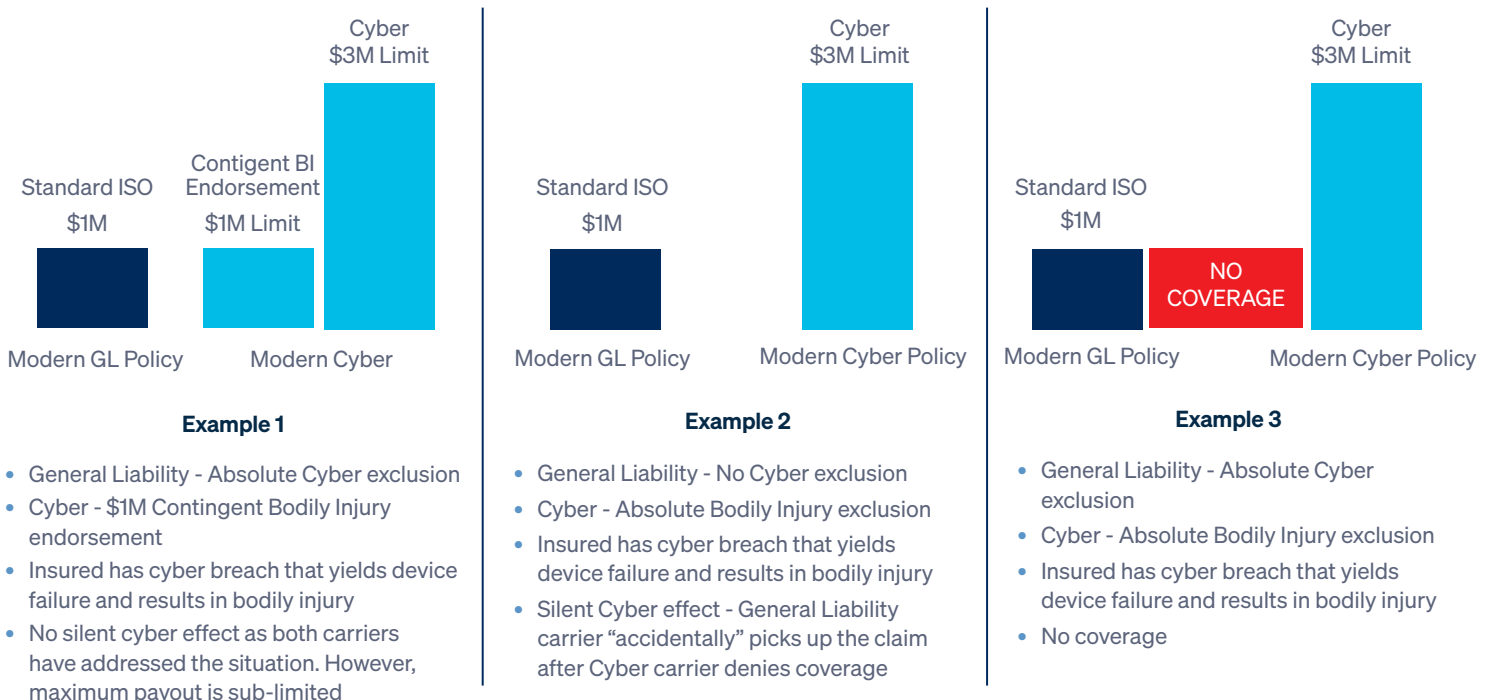 Cyber
$3M Limit
Contigent BI
Endorsement
$1M Limit
Standard ISO
$1M
Modern GL Policy
Modern Cyber
Example 1
• General Liability - Absolute Cyber exclusion
• Cyber - $1M Contingent Bodily Injury
endorsement
• Insured has cyber breach that yields device
failure and results in bodily injury
• No silent cyber effect as both carriers
have addressed the situation. However,
maximum payout is sub-limited
Cyber
$3M Limit
Standard ISO
$1M
Modern GL Policy
Modern Cyber Policy
Example 2
• General Liability - No Cyber exclusion
• Cyber - Absolute Bodily Injury exclusion
• Insured has cyber breach that yields
device failure and results in bodily injury
• Silent Cyber effect - General Liability
carrier “accidentally” picks up the claim
after Cyber carrier denies coverage
Cyber
$3M Limit
Standard ISO
$1M
NO
COVERAGE
Modern GL Policy
Modern Cyber Policy
Example 3
• General Liability - Absolute Cyber
exclusion
• Cyber - Absolute Bodily Injury exclusion
• Insured has cyber breach that yields
device failure and results in bodily injury
• No coverage